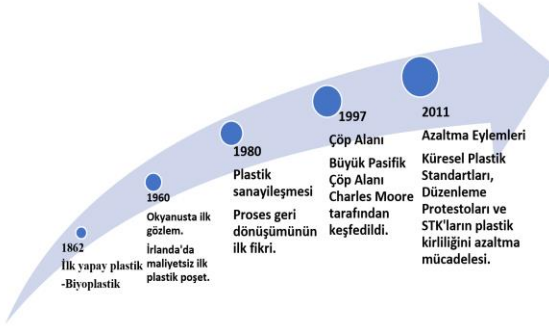 1862
İlk yapay plastik
-Biyoplastik
1960
Okyanusta ilk
gözlem.
İrlanda'da
maliyetsiz ilk
plastik poşet.
1980
Plastik
sanayileşmesi
Proses geri
dönüşümünün
ilk fikri.
1997
Çöp Alanı
Büyük Pasifik
Çöp Alanı
Charles Moore
tarafından
keşfedildi.
2011
Azaltma Eylemleri
Küresel Plastik
Standartları,
Düzenleme
Protestoları ve
STK'ların plastik
kirliliğini azaltma
mücadelesi.